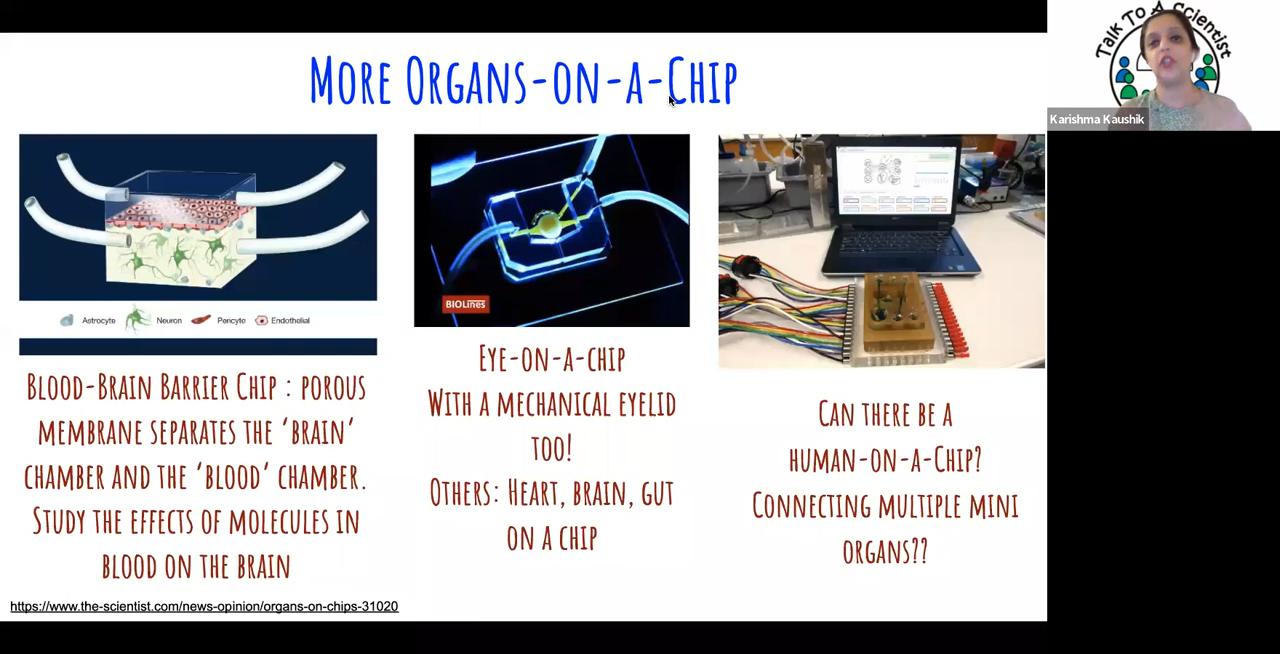 More Organs-on-a-Chip
Talk To A Scientist
Karishma Kaushik
Astrocyte
Neuron
Pericyte
Endothelial
Blood-Brain Barrier Chip : porous
membrane separates the ‘brain’
chamber and the ‘blood’ chamber.
Study the effects of molecules in
blood on the brain
https://www.the-scientist.com/news-opinion/organs-on-chips-31020
BIOLines
Eye-on-a-chip
With a mechanical eyelid
too!
Others: Heart, brain, gut
on a chip
Can there be a
human-on-a-Chip?
Connecting multiple mini
organs??